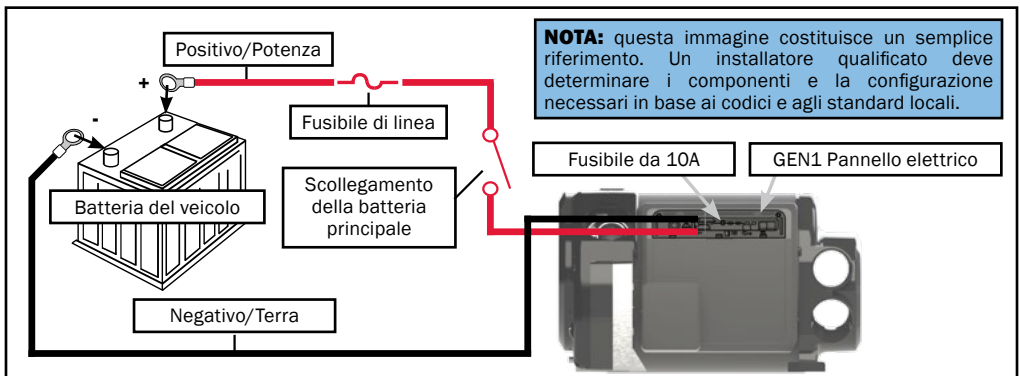 Positivo/Potenza
NOTA: questa immagine costituisce un semplice
riferimento. Un installatore qualificato deve
determinare i componenti e la configurazione
necessari in base ai codici e agli standard locali.
+
Fusibile di linea
-
Fusibile da 10A
GEN1 Pannello elettrico
Scollegamento
della batteria
principale
Batteria del veicolo
Negativo/Terra